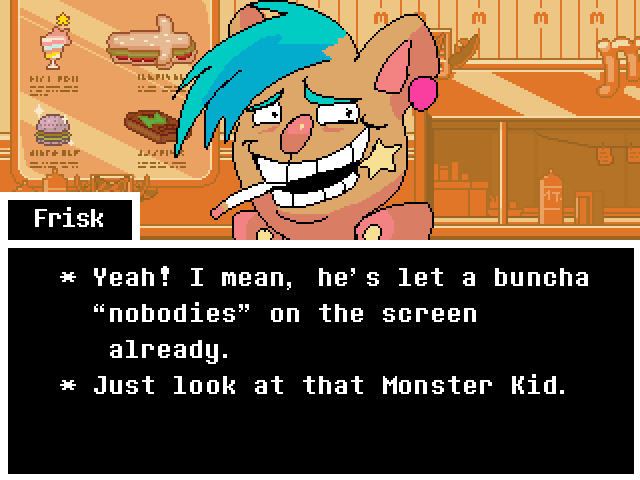 M M M M M
Frisk
* Yeah! I mean, he's let a buncha
“nobodies” on the screen
already.
* Just look at that Monster Kid.